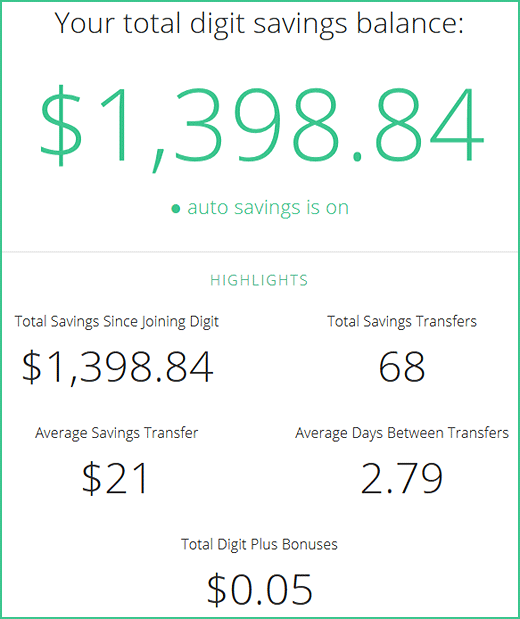 Your total digit savings balance:
$1,398.84
• auto savings is on
HIGHLIGHTS
Total Savings Since Joining Digit
$1,398.84
Total Savings Transfers
68
Average Savings Transfer
$21
Average Days Between Transfers
2.79
Total Digit Plus Bonuses
$0.05